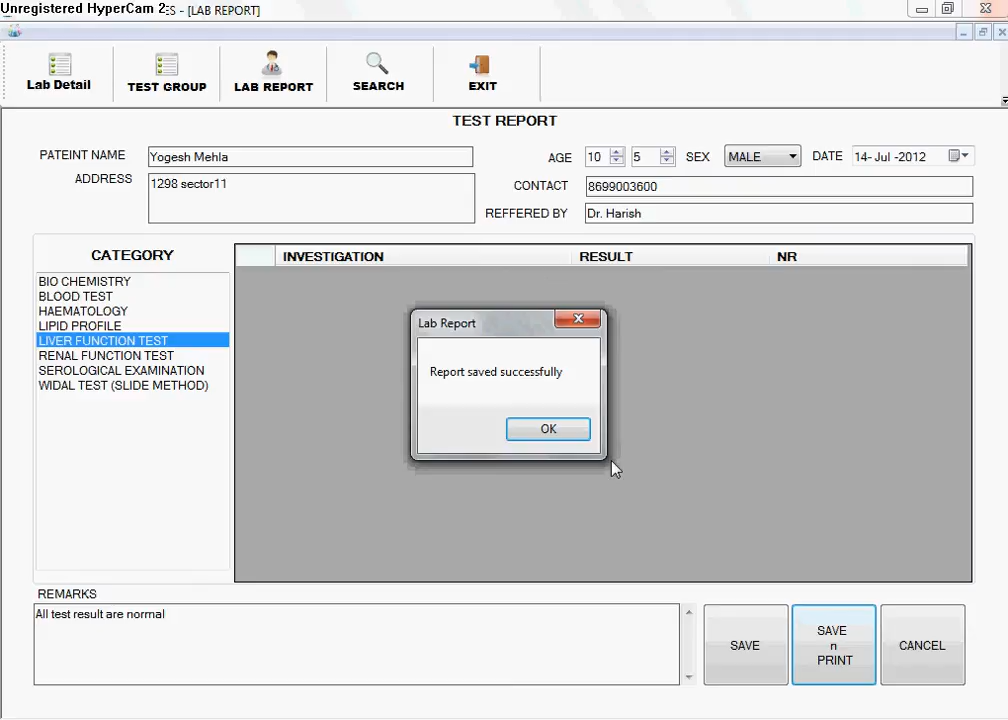 Unregistered HyperCam 2
ES - [LAB REPORT]
Lab Detail
TEST GROUP
LAB REPORT
SEARCH
EXIT
TEST REPORT
PATEINT NAME
Yogesh Mehla
AGE
10
5
SEX
MALE
DATE
14- Jul -2012
ADDRESS
1298 sector11
CONTACT
8699003600
REFFERED BY
Dr. Harish
CATEGORY
INVESTIGATION
RESULT
NR
BIO CHEMISTRY
BLOOD TEST
HAEMATOLOGY
LIPID PROFILE
LIVER FUNCTION TEST
RENAL FUNCTION TEST
SEROLOGICAL EXAMINATION
WIDAL TEST (SLIDE METHOD)
Lab Report
Report saved successfully
OK
REMARKS
All test result are normal
SAVE
SAVE
n
PRINT
CANCEL